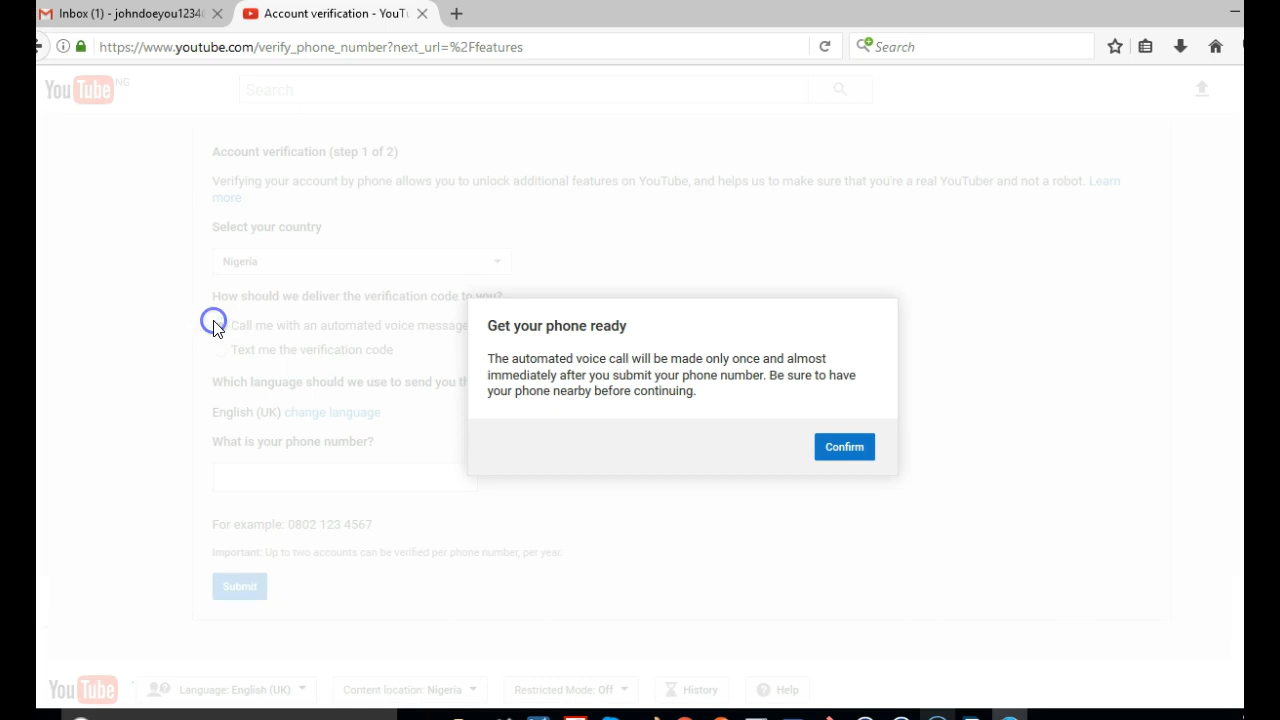 Inbox (1) - johndoeyou1234
Account verification - YouTu
https://www.youtube.com/verify_phone_number?next_url=%2Ffeatures
Search
YouTube NG
Search
Account verification (step 1 of 2)
Verifying your account by phone allows you to unlock additional features on YouTube, and helps us to make sure that you're a real YouTuber and not a robot. Learn
more
Select your country
Nigeria
How should we deliver the verification code to you?
Call me with an automated voice message
Text me the verification code
Which language should we use to send you th
English (UK) change language
What is your phone number?
For example: 0802 123 4567
Important: Up to two accounts can be verified per phone number, per year.
Submit
Get your phone ready
The automated voice call will be made only once and almost
immediately after you submit your phone number. Be sure to have
your phone nearby before continuing.
Confirm
YouTube
Language: English (UK)
Content location: Nigeria
Restricted Mode: Off
History
Help